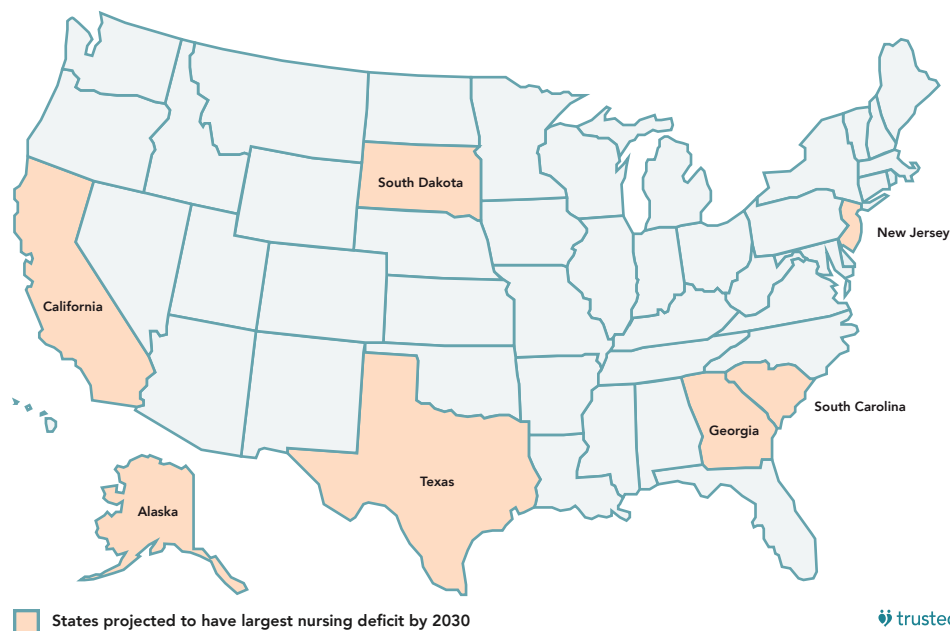 South Dakota
New Jersey
California
South Carolina
Georgia
Texas
Alaska
States projected to have largest nursing deficit by 2030